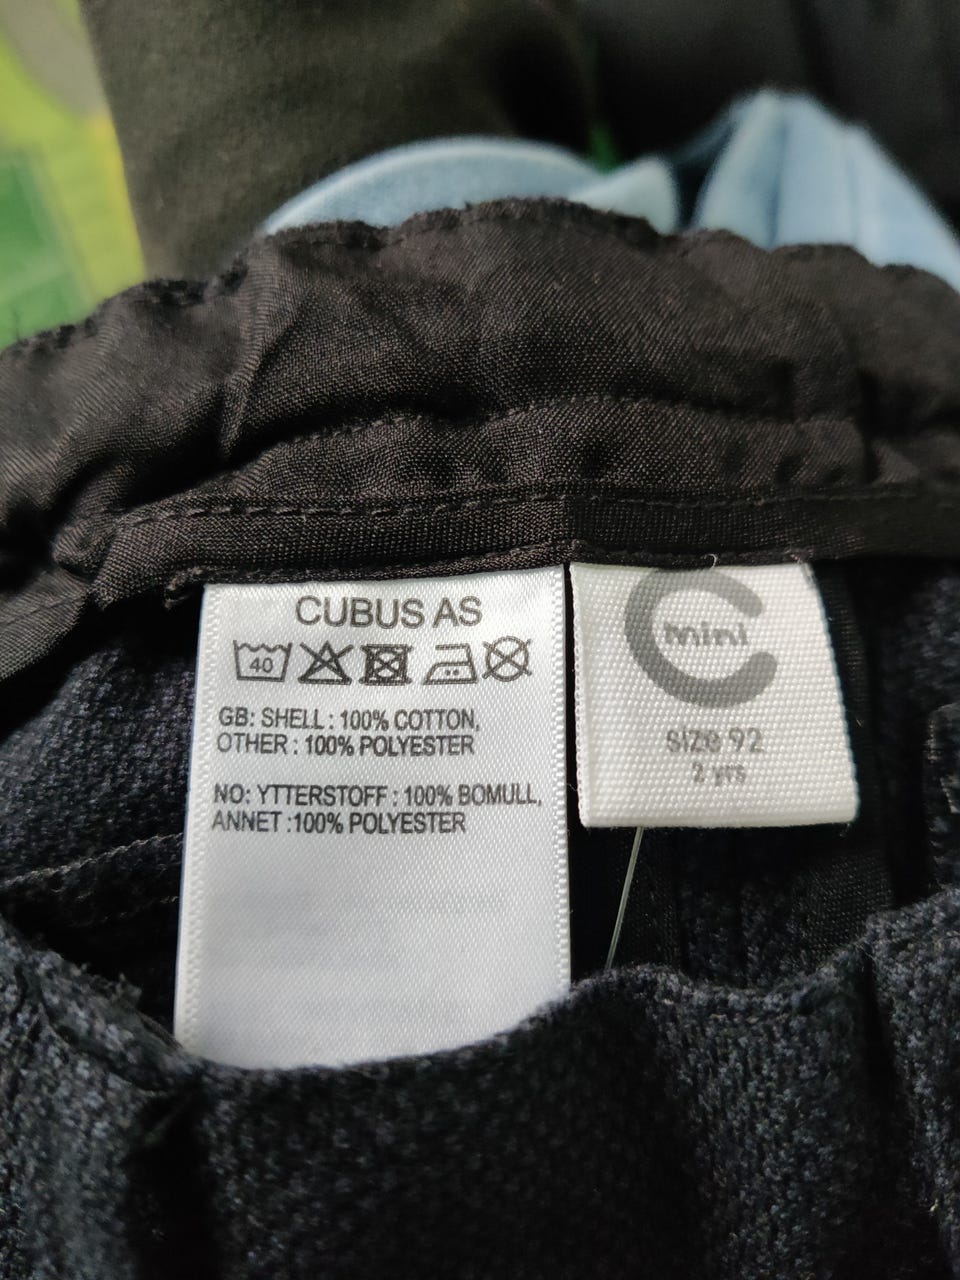 CUBUS AS
40
GB: SHELL : 100% COTTON,
OTHER : 100% POLYESTER
NO: YTTERSTOFF : 100% BOMULL,
ANNET :100% POLYESTER
mini
size 92
2 yrs